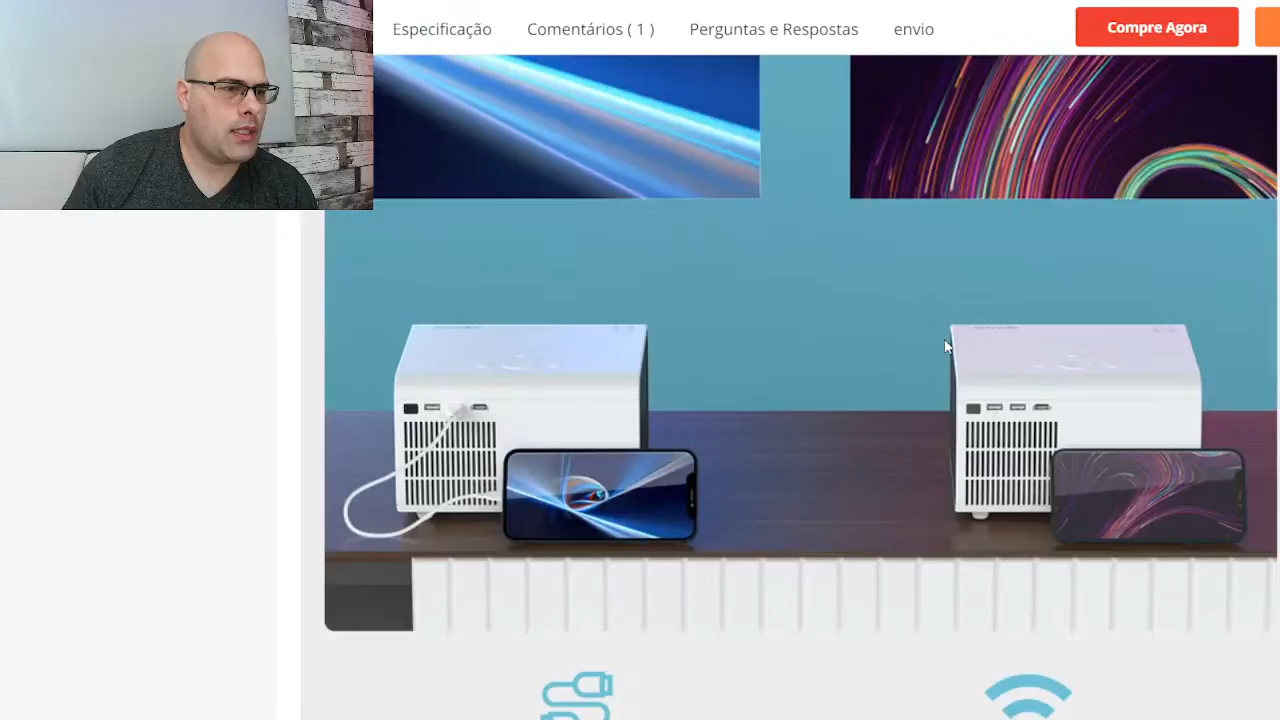 Especificação Comentários ( 1 ) Perguntas e Respostas envio Compre Agora